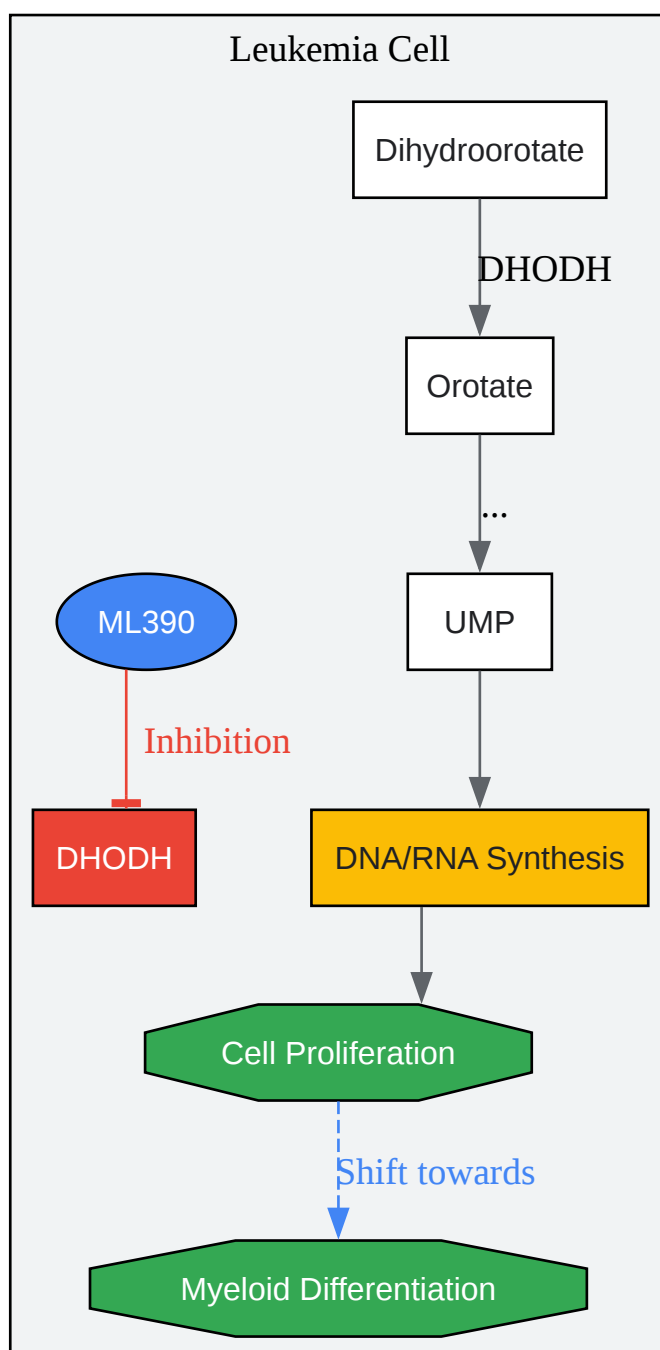 Leukemia Cell
Dihydroorotate
DHODH
Orotate
...
ML390
UMP
Inhibition
DHODH
DNA/RNA Synthesis
Cell Proliferation
Shift towards
Myeloid Differentiation